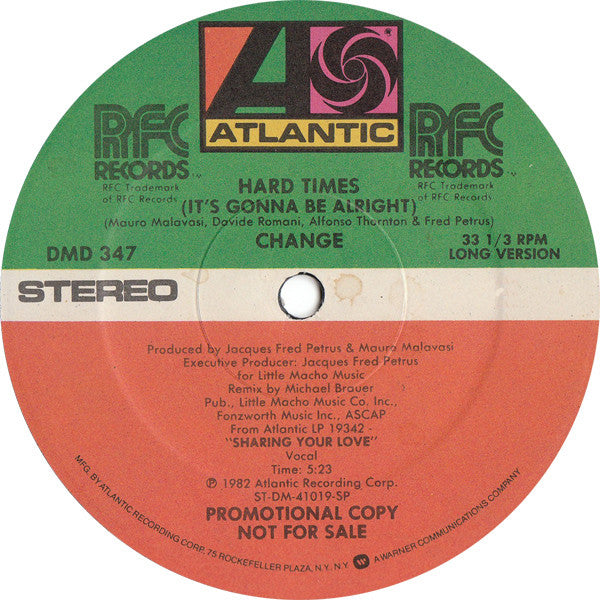 ATLANTIC
RFC
RECORDS™
RFC Trademark
of RFC Records
RFC
RECORDS™
RFC Trademark
of RFC Records
HARD TIMES
(IT'S GONNA BE ALRIGHT)
(Mauro Malavasi, Davide Romani, Alfonso Thornton & Fred Petrus)
CHANGE
DMD 347
33 1/3 RPM
LONG VERSION
STEREO
Produced by Jacques Fred Petrus & Mauro Malavasi
Executive Producer: Jacques Fred Petrus
for Little Macho Music
Remix by Michael Brauer
Pub., Little Macho Music Co. Inc.,
Fonzworth Music Inc., ASCAP
From Atlantic LP 19342 -
"SHARING YOUR LOVE"
Vocal
Time: 5:23
℗ 1982 Atlantic Recording Corp.
ST-DM-41019-SP
PROMOTIONAL COPY
NOT FOR SALE
MFG. BY ATLANTIC RECORDING CORP. 75 ROCKEFELLER PLAZA, N.Y. N.Y. A WARNER COMMUNICATIONS COMPANY.